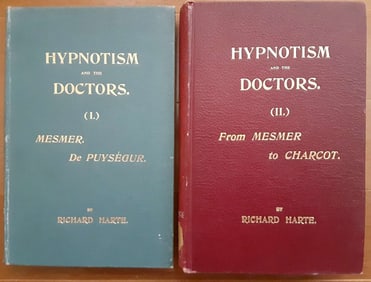 HYPNOTISM
AND THE
DOCTORS.
(I.)
MESMER.
De PUYSÉGUR.
BY
RICHARD HARTE.
HYPNOTISM
AND THE
DOCTORS.
(II.)
From MESMER
to CHARCOT.
BY
RICHARD HARTE.